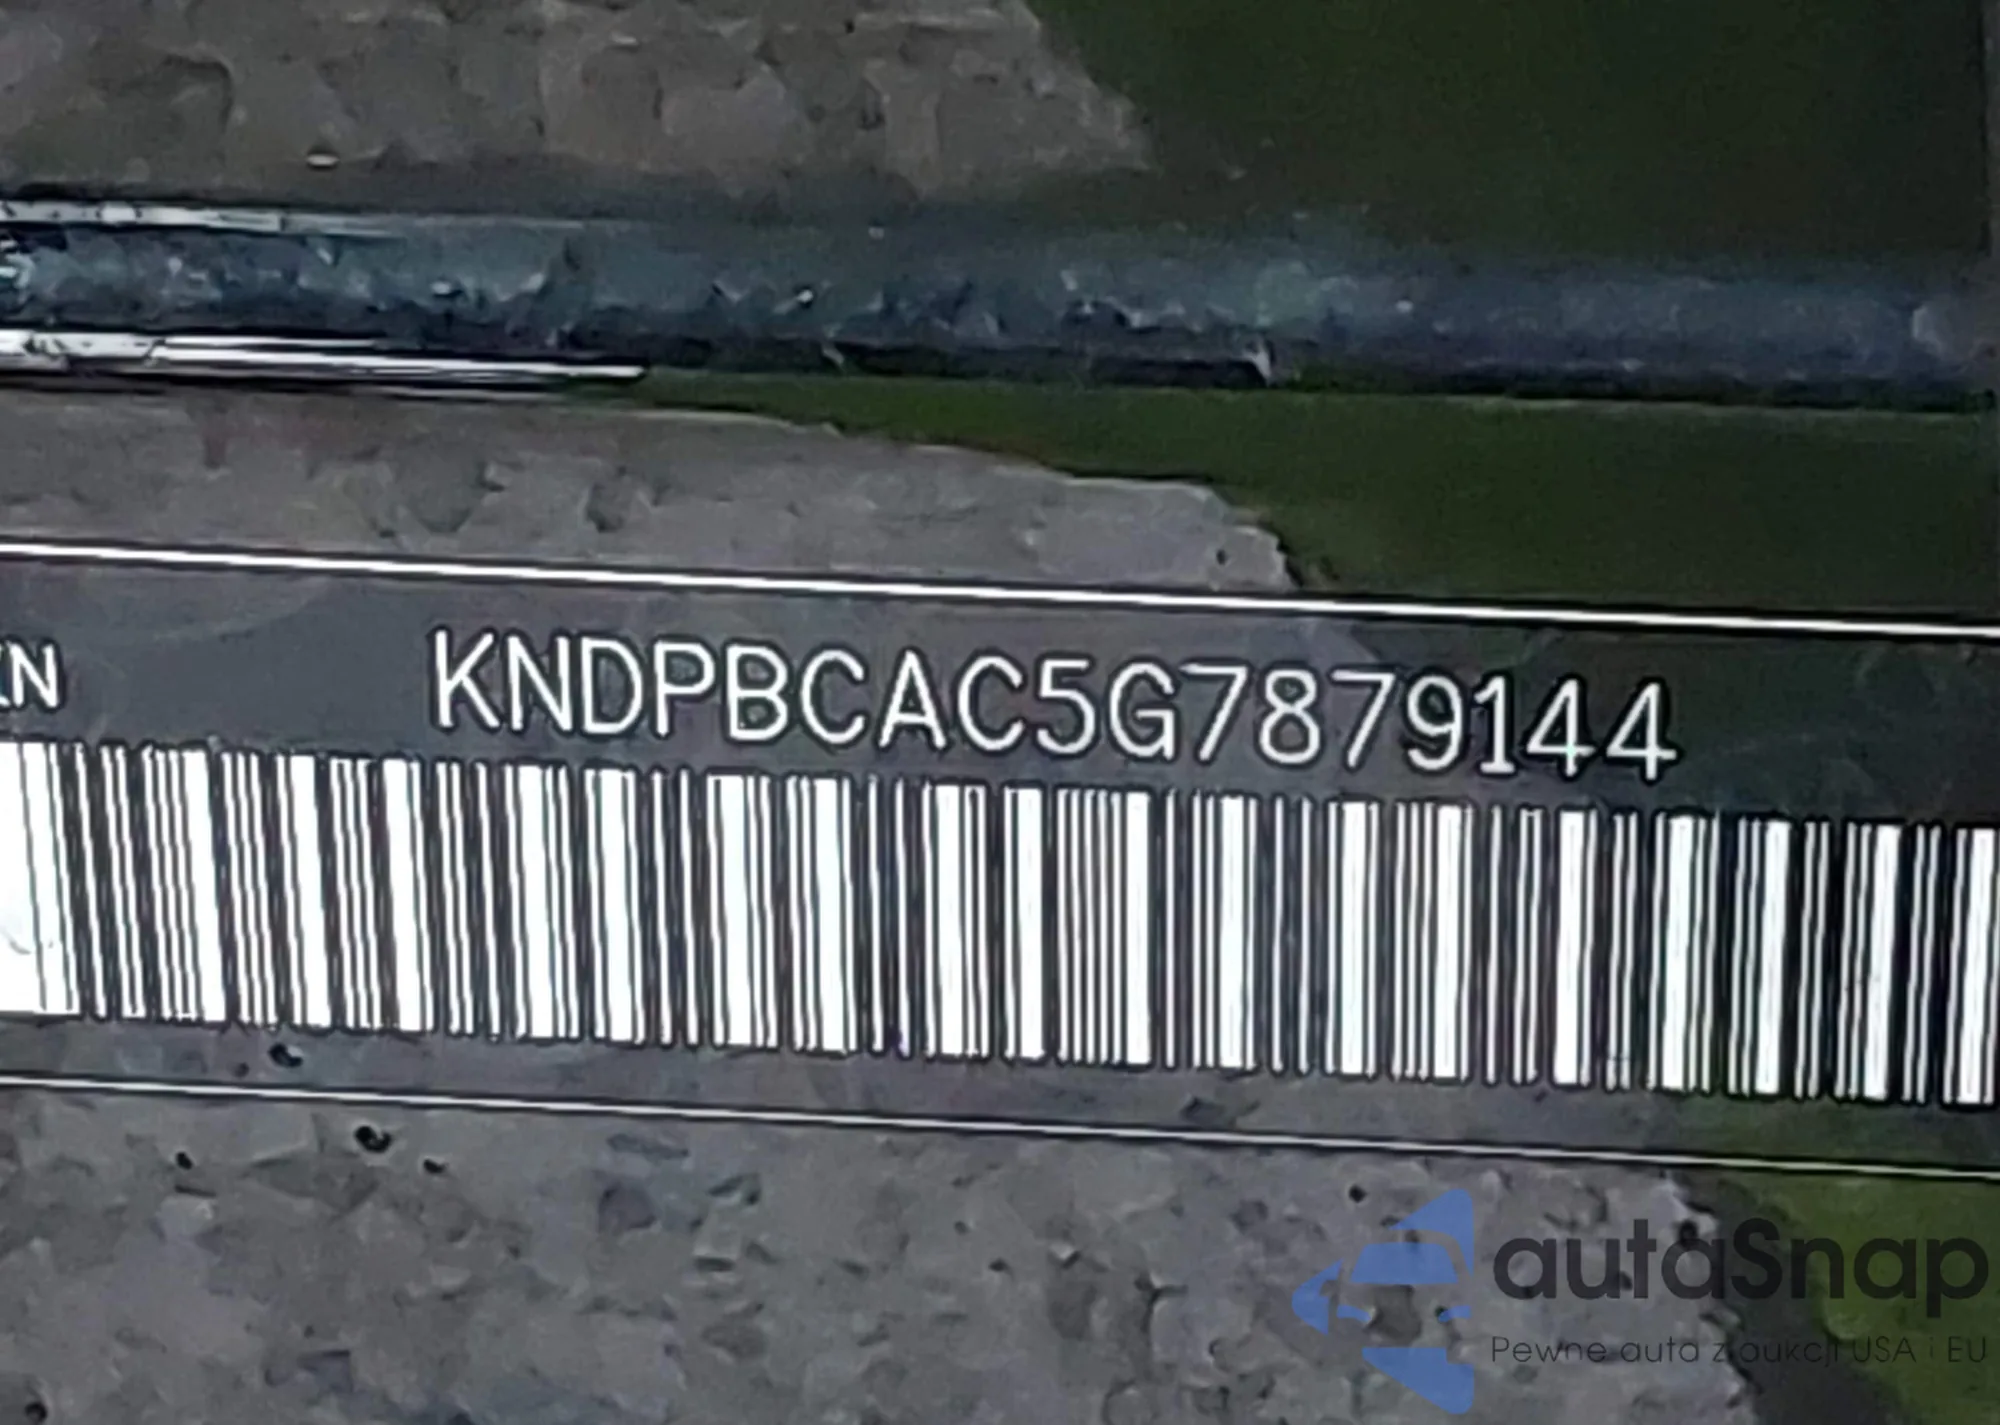 KNDPBCAC5G7879144
autaSnap
Pewne auta z aukcji USA i EU